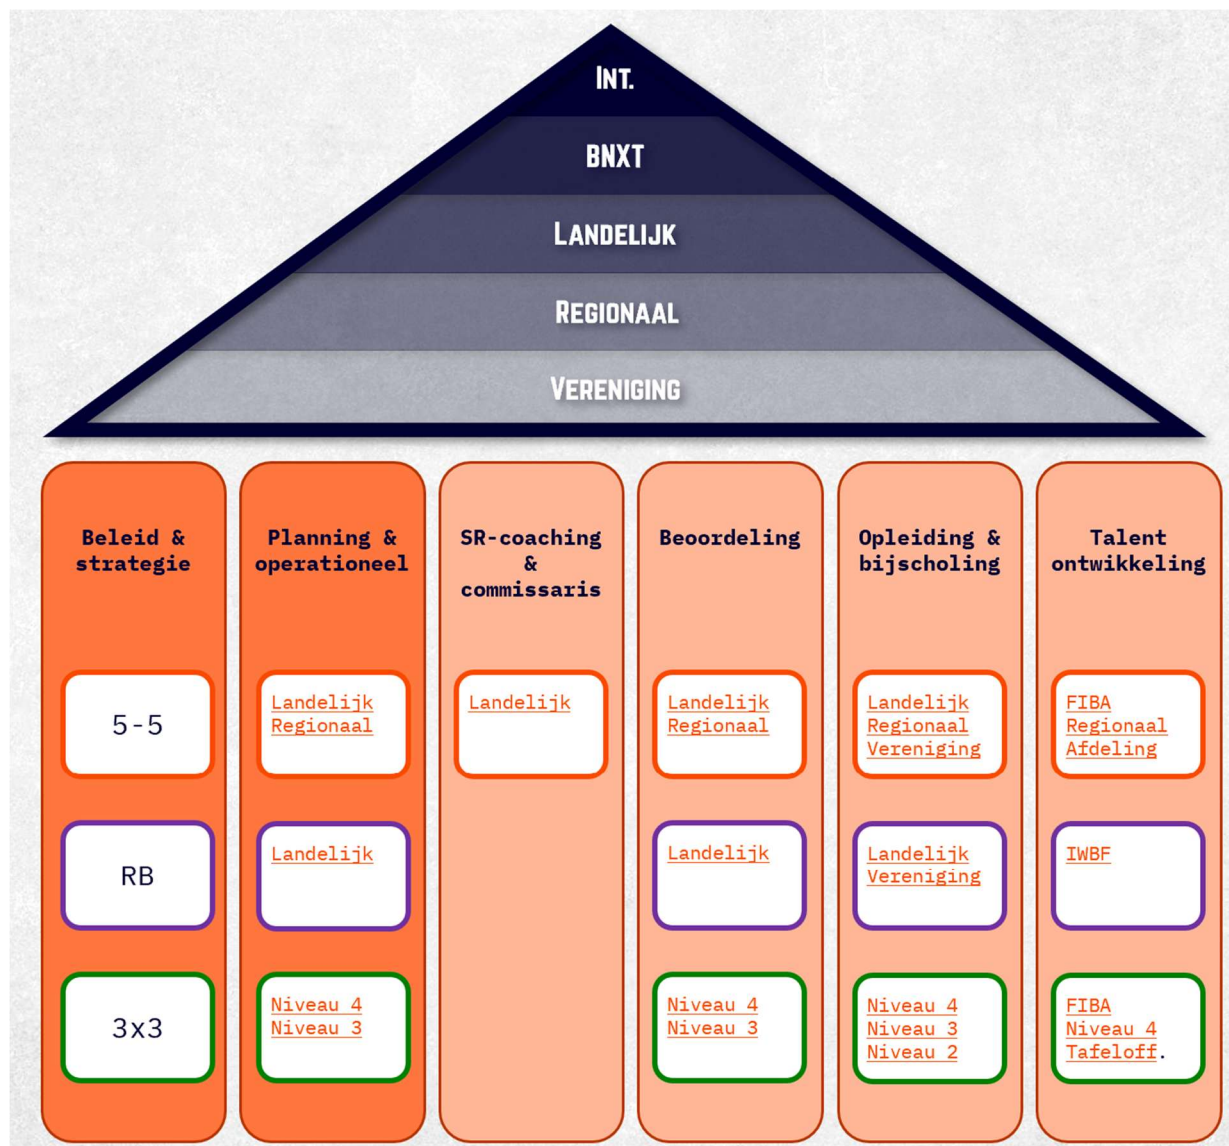 INT.
BNXT
LANDELIJK
REGIONAAL
VERENIGING
Beleid &
strategie
Planning &
operationeel
SR-coaching
&
commissaris
Beoordeling
Opleiding &
bijscholing
Talent
ontwikkeling
5-5
Landelijk
Regionaal
Landelijk
Landelijk
Regionaal
Landelijk
Regionaal
Vereniging
FIBA
Regionaal
Afdeling
RB
Landelijk
Landelijk
Landelijk
Vereniging
IWBF
3x3
Niveau 4
Niveau 3
Niveau 4
Niveau 3
Niveau 4
Niveau 3
Niveau 2
FIBA
Niveau 4
Tafeloff.